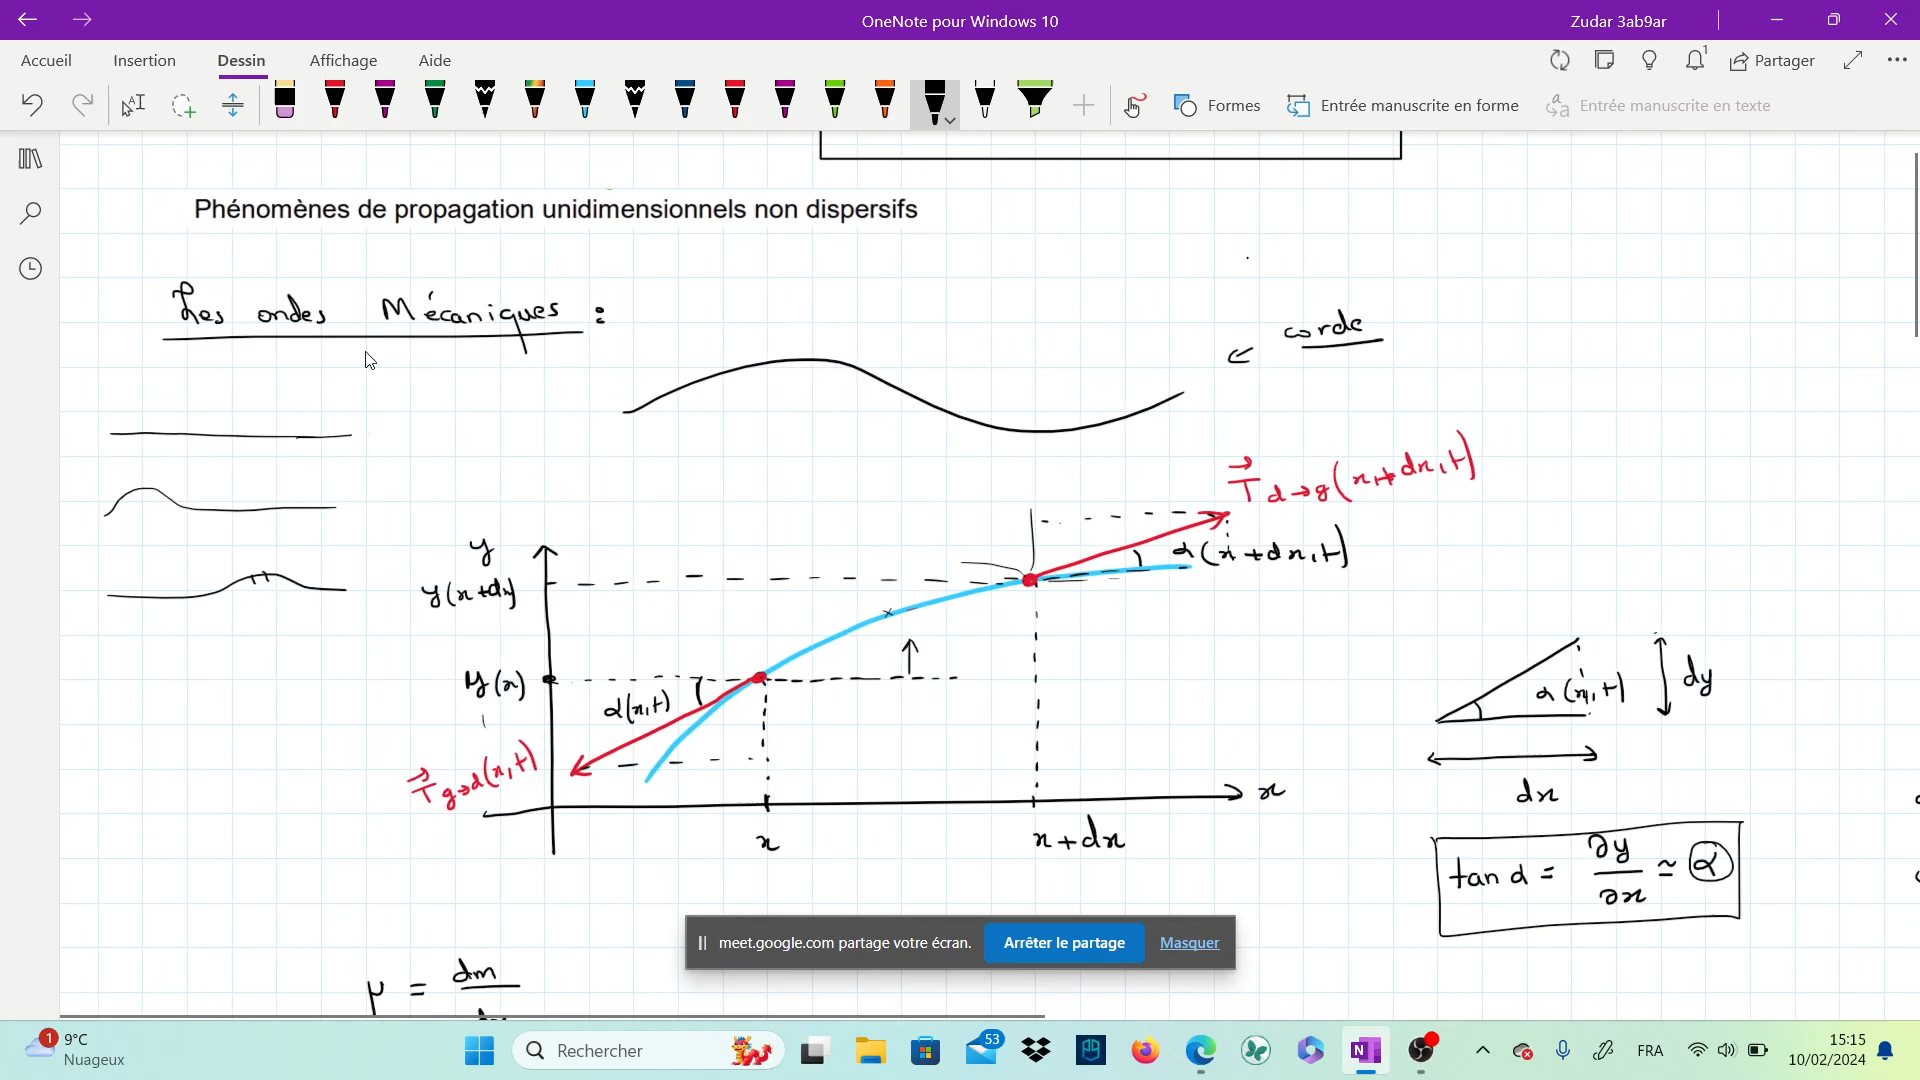 OneNote pour Windows 10
Zudar 3ab9ar
Accueil Insertion Dessin Affichage Aide
1
Partager
Formes
Entrée manuscrite en forme
Entrée manuscrite en texte
Phénomènes de propagation unidimensionnels non dispersifs
Les ondes Mécaniques :
corde
T d→g (x+dx,t)
y
α(x+dx,t)
y(x+dx)
y(x)
α(x,t)
α(x,t)
dy
T g→d(x,t)
x
dx
x
x+dx
tan α = ∂y/∂x ≃ α
meet.google.com partage votre écran.
Arrêter le partage
Masquer
μ = dm
1
9°C
Nuageux
Rechercher
53
FRA
15:15
10/02/2024